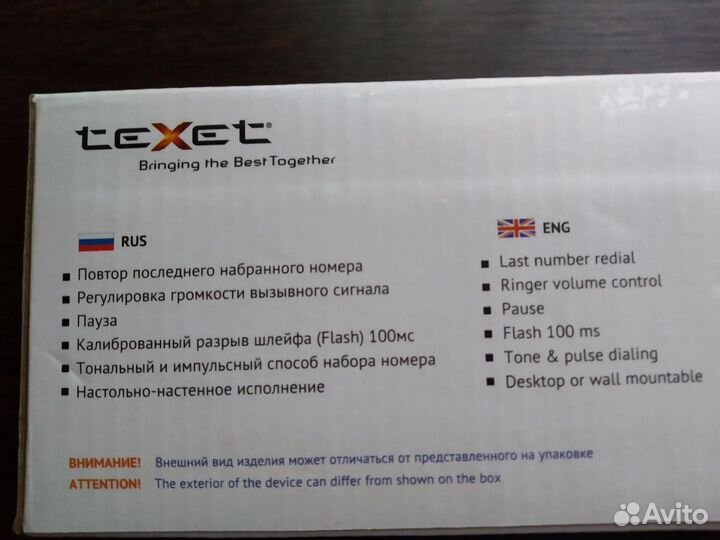 teXet®
Bringing the Best Together
RUS
▪ Повтор последнего набранного номера
▪ Регулировка громкости вызывного сигнала
▪ Пауза
▪ Калиброванный разрыв шлейфа (Flash) 100мс
▪ Тональный и импульсный способ набора номера
▪ Настольно-настенное исполнение
ENG
▪ Last number redial
▪ Ringer volume control
▪ Pause
▪ Flash 100 ms
▪ Tone & pulse dialing
▪ Desktop or wall mountable
ВНИМАНИЕ! Внешний вид изделия может отличаться от представленного на упаковке
ATTENTION! The exterior of the device can differ from shown on the box
Avito